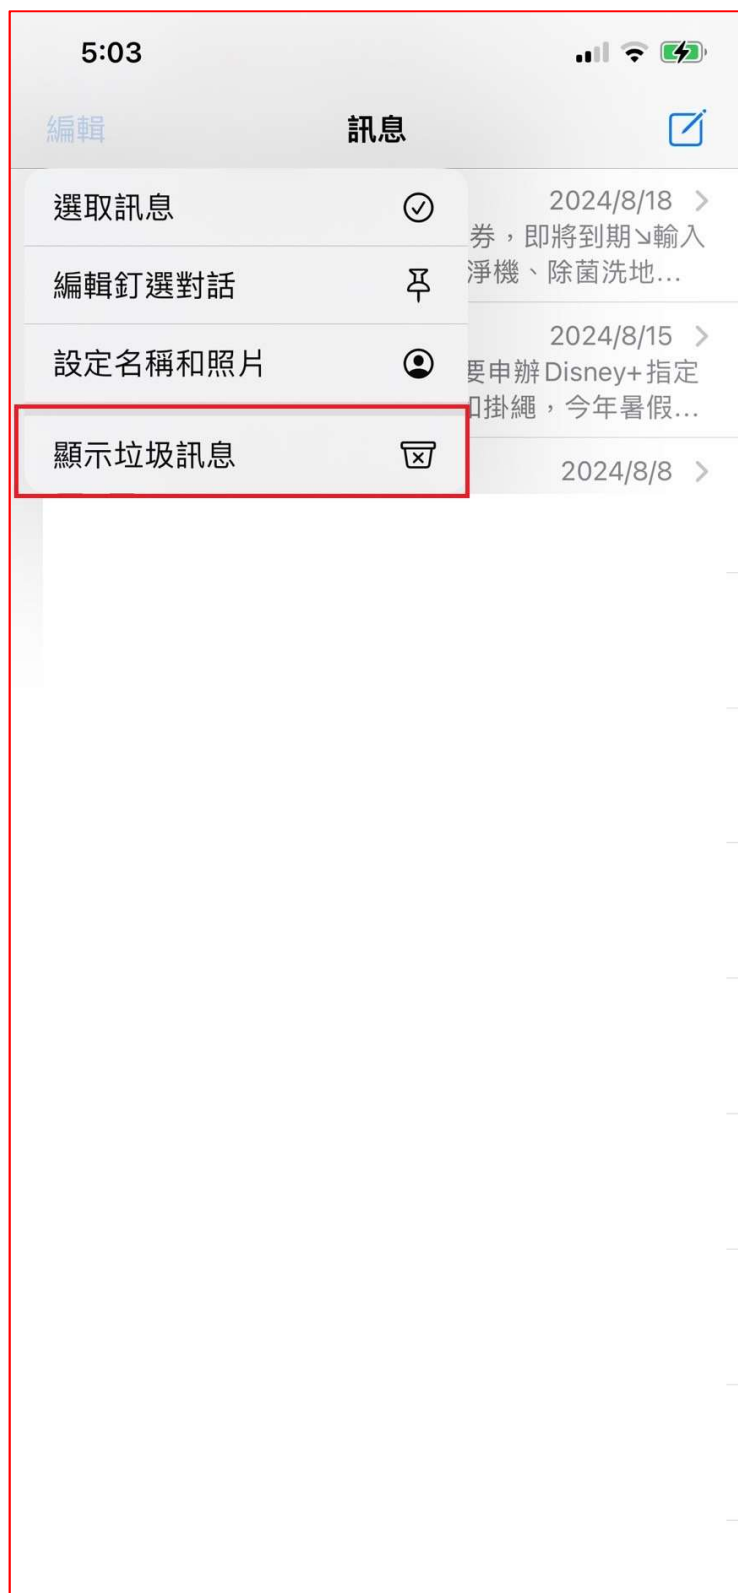 5:03
編輯
訊息
選取訊息
2024/8/18
券，即將到期↘輸入
編輯釘選對話
淨機、除菌洗地...
2024/8/15
設定名稱和照片
要申辦Disney+指定
扣掛繩，今年暑假...
顯示垃圾訊息
2024/8/8